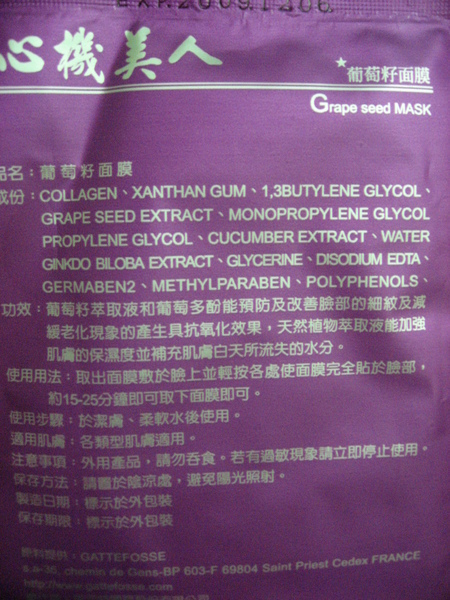 EXP.20091206
心機美人
★葡萄籽面膜
Grape seed MASK
品名：葡萄籽面膜
成份：COLLAGEN、XANTHAN GUM、1,3BUTYLENE GLYCOL、
GRAPE SEED EXTRACT、MONOPROPYLENE GLYCOL
PROPYLENE GLYCOL、CUCUMBER EXTRACT、WATER
GINKDO BILOBA EXTRACT、GLYCERINE、DISODIUM EDTA、
GERMABEN2、METHYLPARABEN、POLYPHENOLS、
功效：葡萄籽萃取液和葡萄多酚能預防及改善臉部的細紋及減
緩老化現象的產生具抗氧化效果，天然植物萃取液能加強
肌膚的保濕度並補充肌膚白天所流失的水分。
使用用法：取出面膜敷於臉上並輕按各處使面膜完全貼於臉部，
約15-25分鐘即可取下面膜即可。
使用步驟：於潔膚、柔軟水後使用。
適用肌膚：各類型肌膚適用。
注意事項：外用產品，請勿吞食。若有過敏現象請立即停止使用。
保存方法：請置於陰涼處，避免陽光照射。
製造日期：標示於外包裝
保存期限：標示於外包裝
原料提供：GATTEFOSSE
s.a-36, chemin de Gens-BP 603-F 69804 Saint Priest Cedex FRANCE
http://www.gattefosse.com